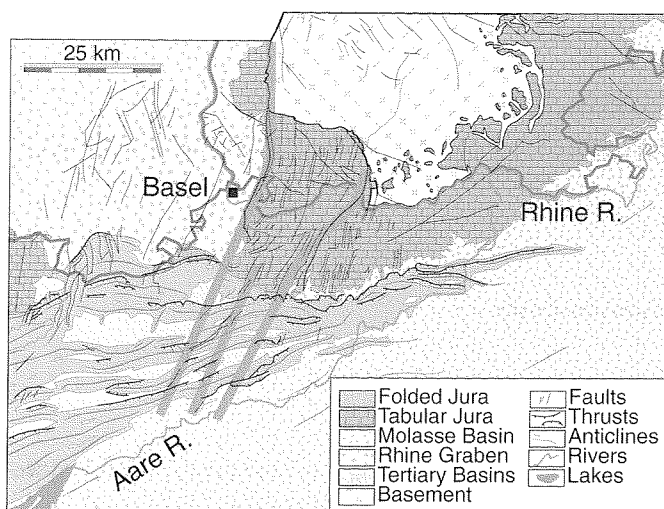 25 km
Basel
Rhine R.
Aare R.
Folded Jura
Tabular Jura
Molasse Basin
Rhine Graben
Tertiary Basins
Basement
Faults
Thrusts
Anticlines
Rivers
Lakes